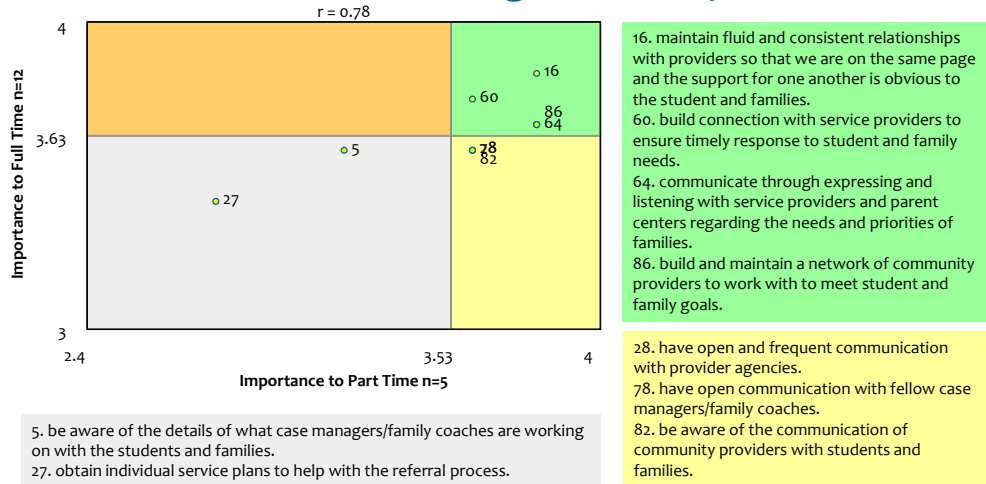 r = 0.78
4
3.63
3
Importance to Full Time n=12
16
60
86
64
5
78
82
27
2.4
3.53
4
Importance to Part Time n=5
16. maintain fluid and consistent relationships
with providers so that we are on the same page
and the support for one another is obvious to
the student and families.
60. build connection with service providers to
ensure timely response to student and family
needs.
64. communicate through expressing and
listening with service providers and parent
centers regarding the needs and priorities of
families.
86. build and maintain a network of community
providers to work with to meet student and
family goals.
28. have open and frequent communication
with provider agencies.
78. have open communication with fellow case
managers/family coaches.
82. be aware of the communication of
community providers with students and
families.
5. be aware of the details of what case managers/family coaches are working
on with the students and families.
27. obtain individual service plans to help with the referral process.